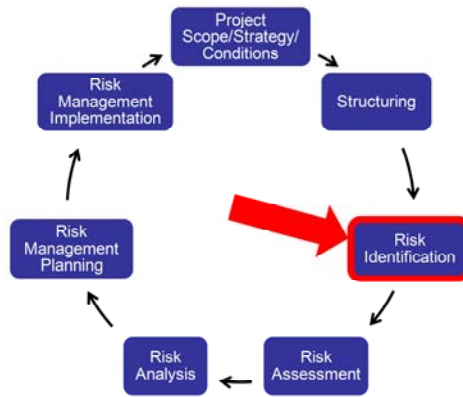 Project
Scope/Strategy/
Conditions
Structuring
Risk
Identification
Risk
Assessment
Risk
Analysis
Risk
Management
Planning
Risk
Management
Implementation